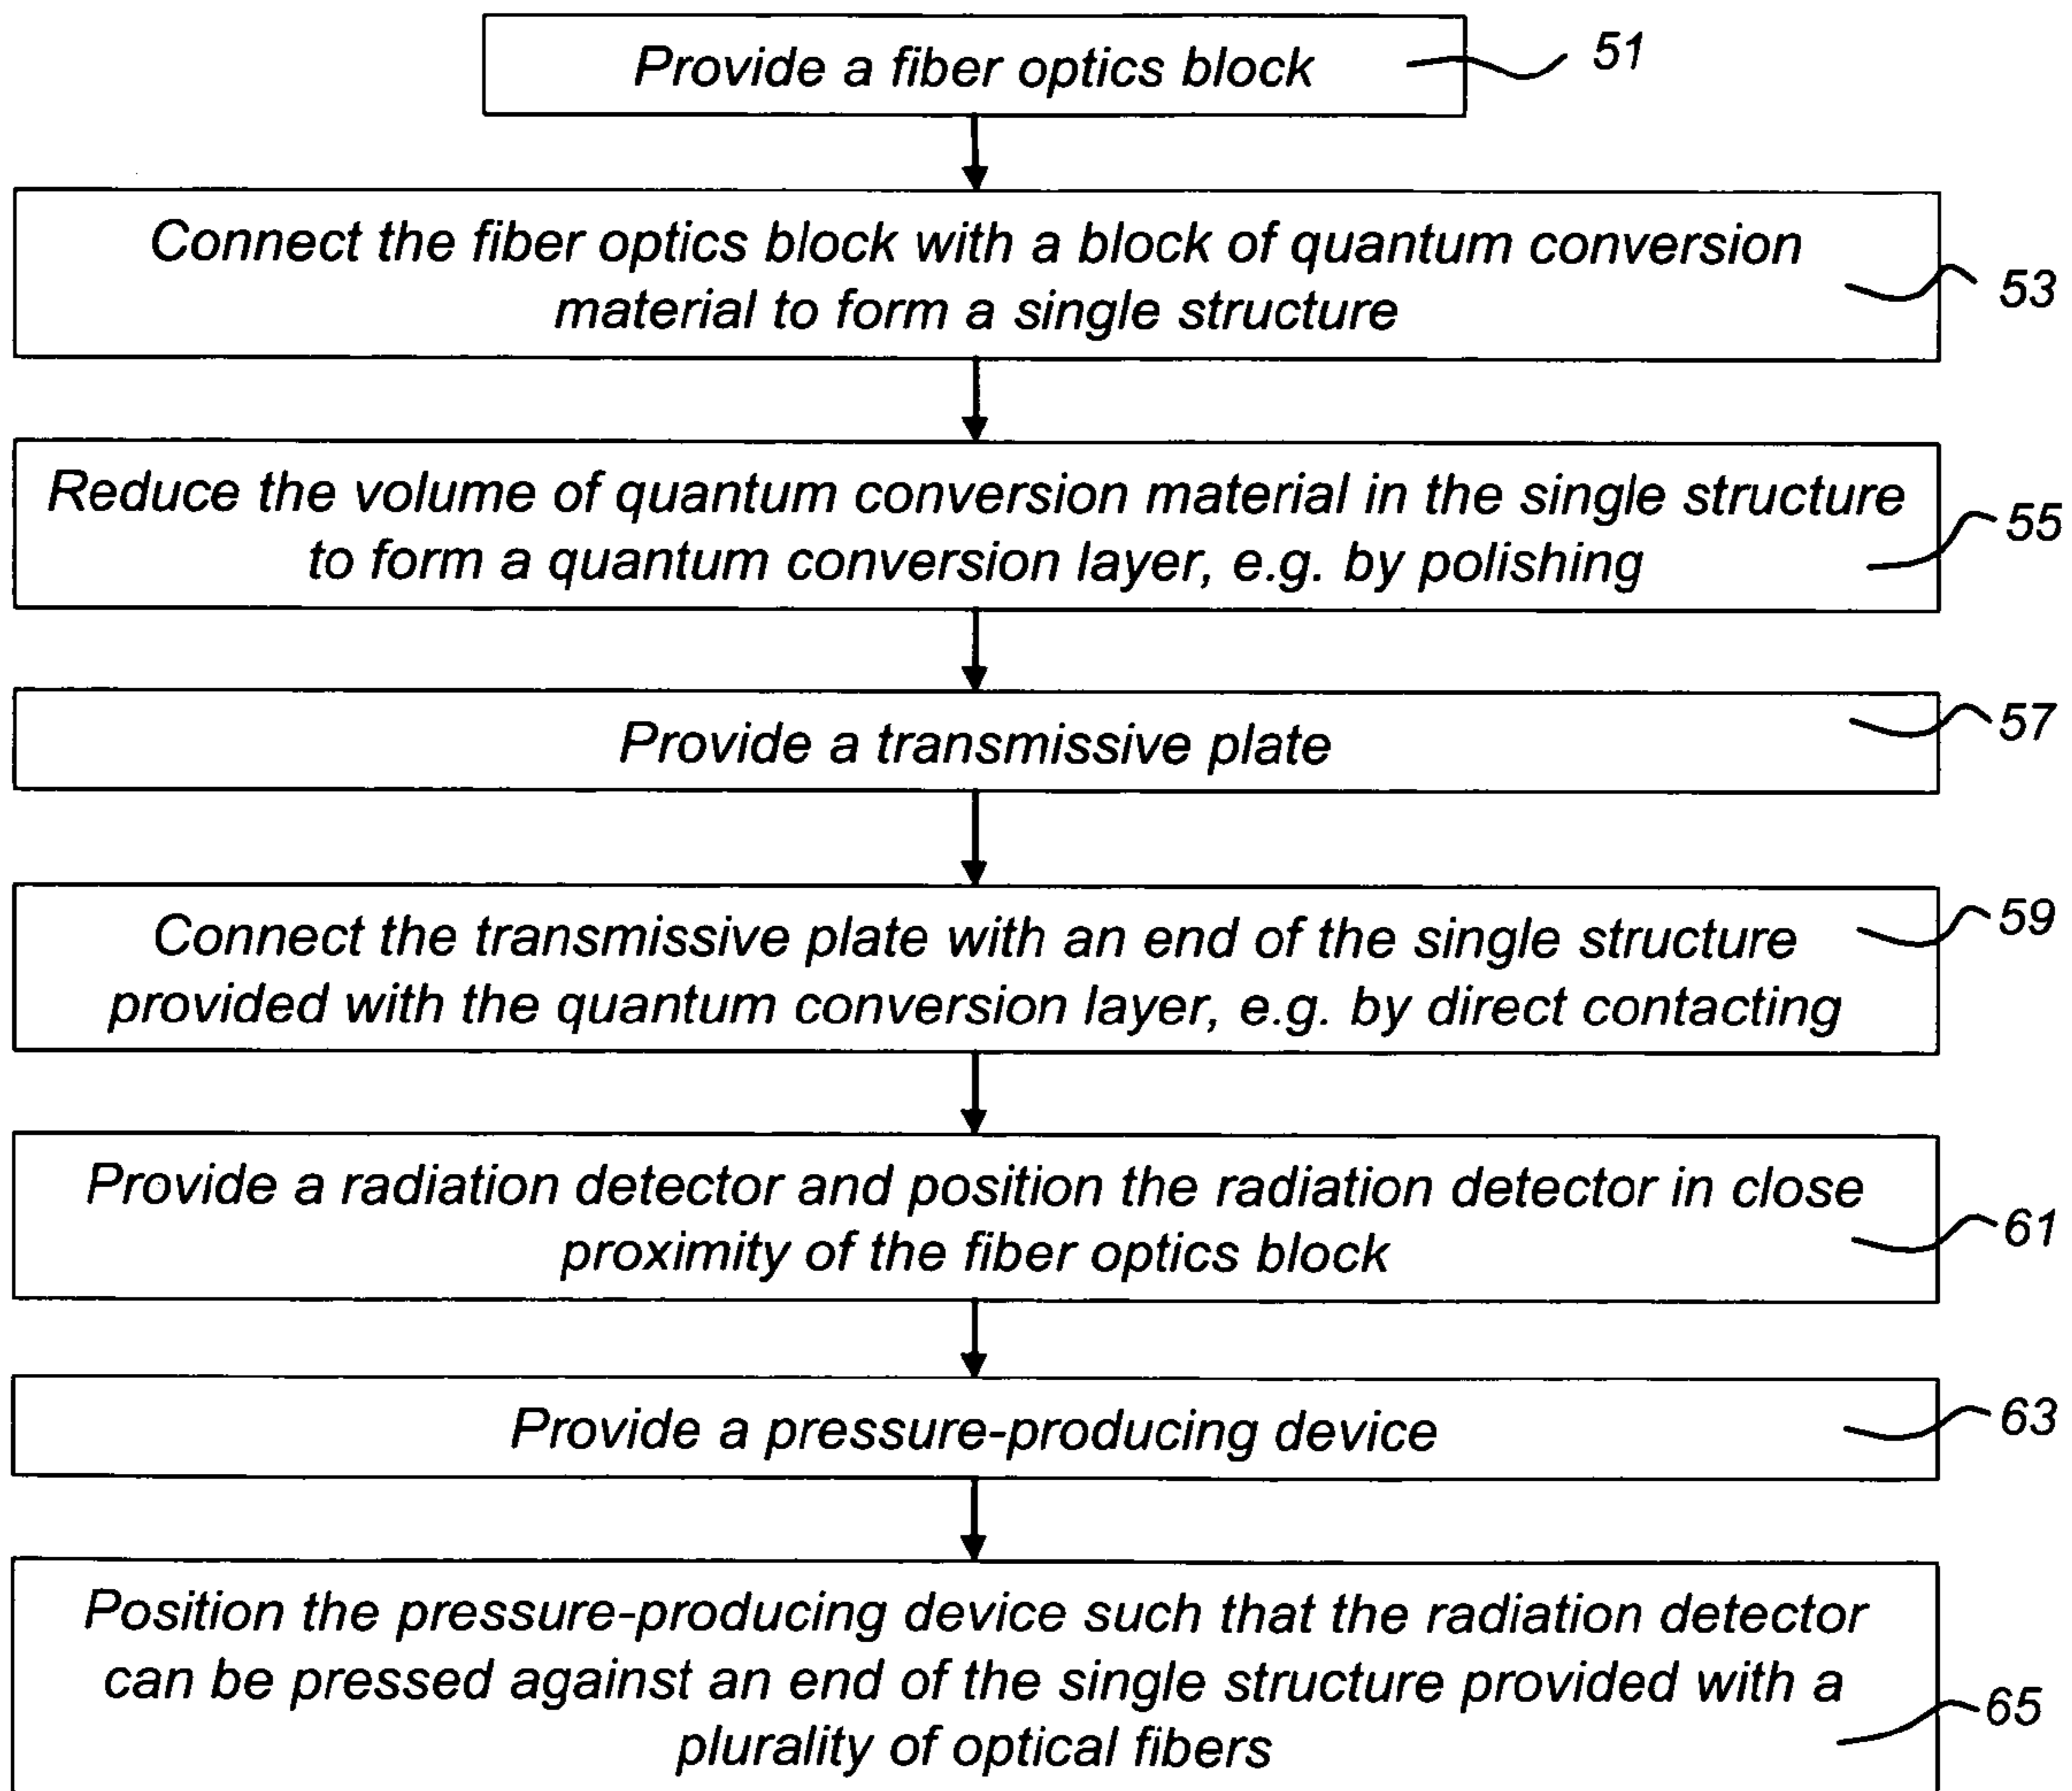 Provide a fiber optics block
51
Connect the fiber optics block with a block of quantum conversion
material to form a single structure
53
Reduce the volume of quantum conversion material in the single structure
to form a quantum conversion layer, e.g. by polishing
55
Provide a transmissive plate
57
Connect the transmissive plate with an end of the single structure
provided with the quantum conversion layer, e.g. by direct contacting
59
Provide a radiation detector and position the radiation detector in close
proximity of the fiber optics block
61
Provide a pressure-producing device
63
Position the pressure-producing device such that the radiation detector
can be pressed against an end of the single structure provided with a
plurality of optical fibers
65